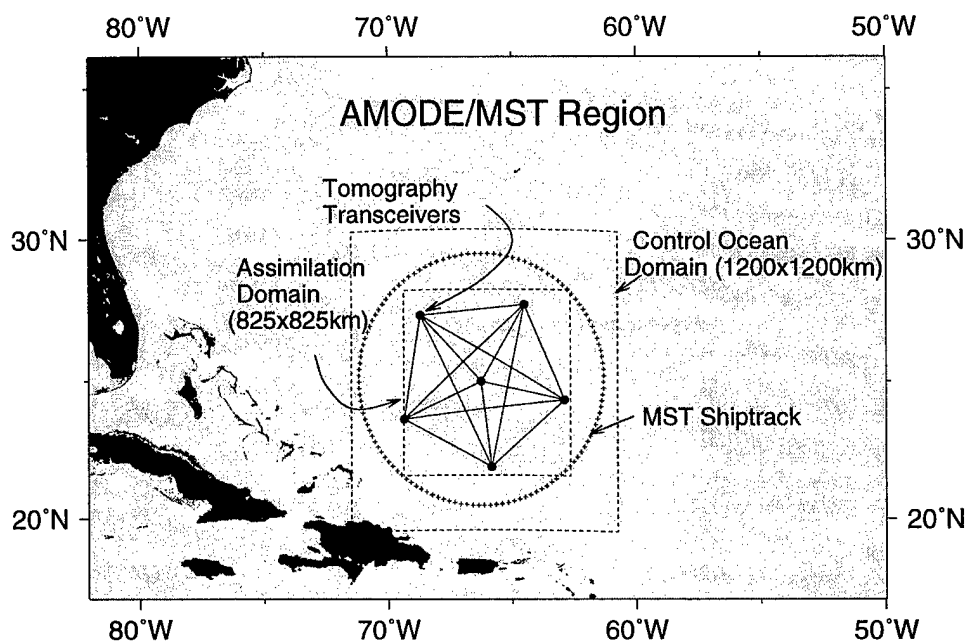 80°W 70°W 60°W 50°W
AMODE/MST Region
Tomography
Transceivers
30°N
30°N
Control Ocean
Domain (1200x1200km)
Assimilation
Domain
(825x825km)
MST Shiptrack
20°N
20°N
80°W 70°W 60°W 50°W